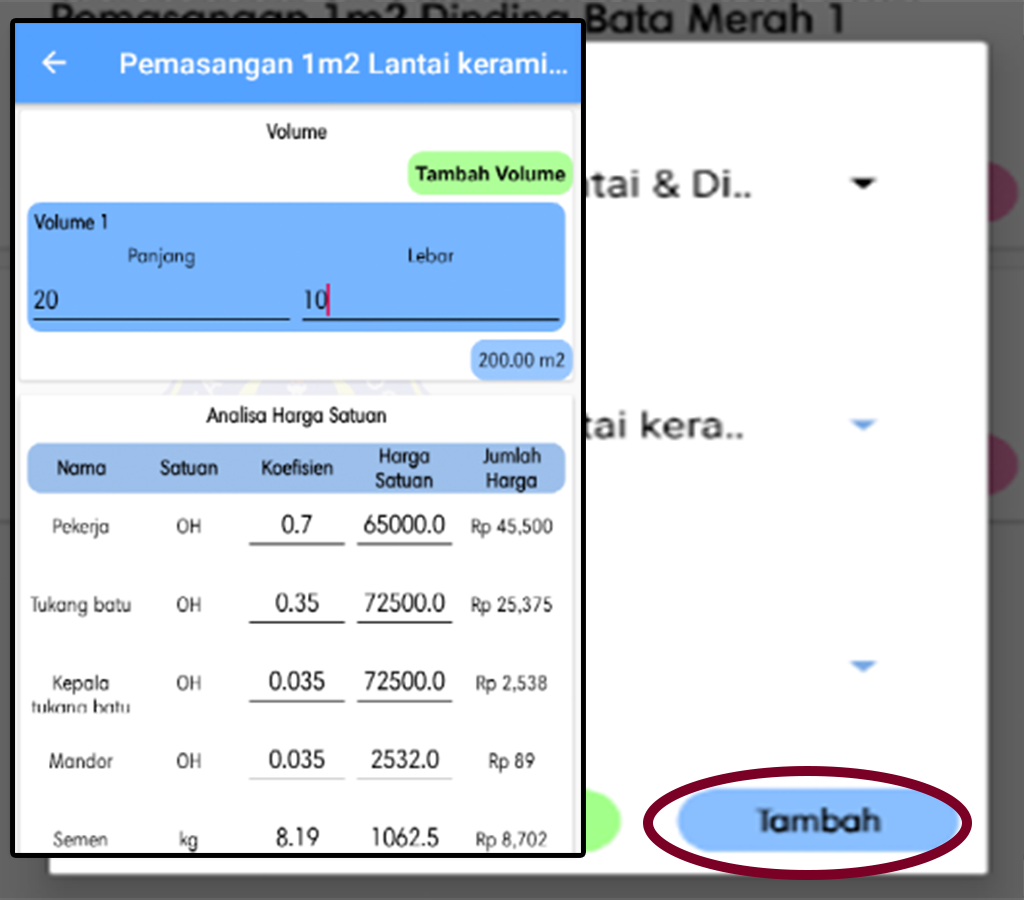 Pemasangan 1m2 Dinding Bata Merah 1
Pemasangan 1m2 Lantai kerami...
Volume
Tambah Volume
Volume 1
Panjang Lebar
20 10
200.00 m2
Analisa Harga Satuan
Nama Satuan Koefisien Harga Satuan Jumlah Harga
Pekerja OH 0.7 65000.0 Rp 45,500
Tukang batu OH 0.35 72500.0 Rp 25,375
Kepala tukang batu OH 0.035 72500.0 Rp 2,538
Mandor OH 0.035 2532.0 Rp 89
Semen kg 8.19 1062.5 Rp 8,702
ntai & Di..
tai kera..
Tambah